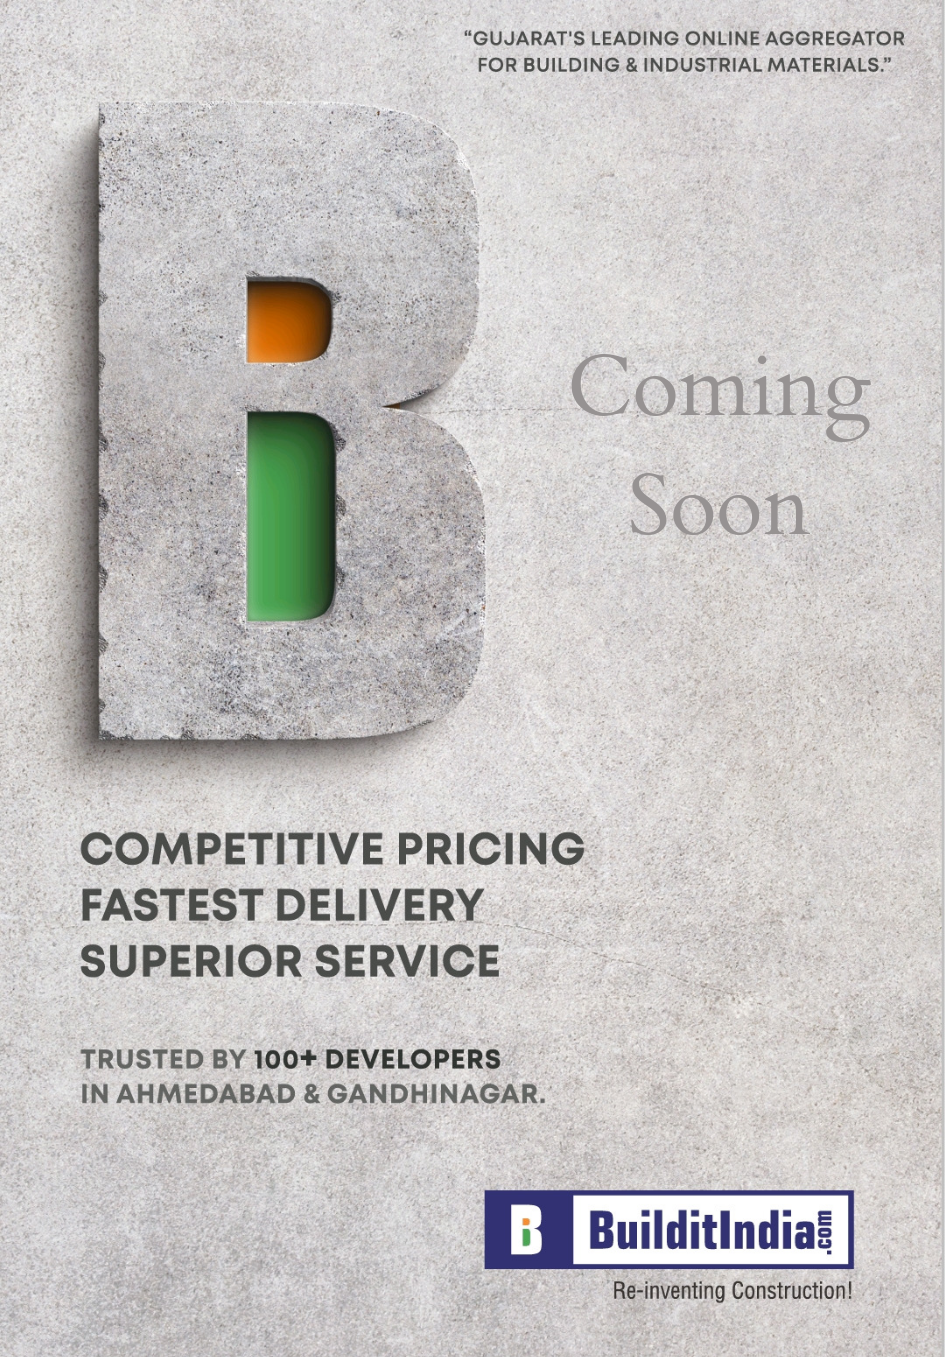 “GUJARAT'S LEADING ONLINE AGGREGATOR
FOR BUILDING & INDUSTRIAL MATERIALS.”
B
Coming
Soon
COMPETITIVE PRICING
FASTEST DELIVERY
SUPERIOR SERVICE
TRUSTED BY 100+ DEVELOPERS
IN AHMEDABAD & GANDHINAGAR.
B BuilditIndia.com
Re-inventing Construction!